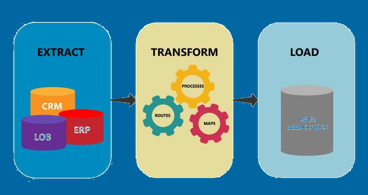 EXTRACT
TRANSFORM
LOAD
CRM
LOB
ERP
PROCESSES
ROUTES
MAPS